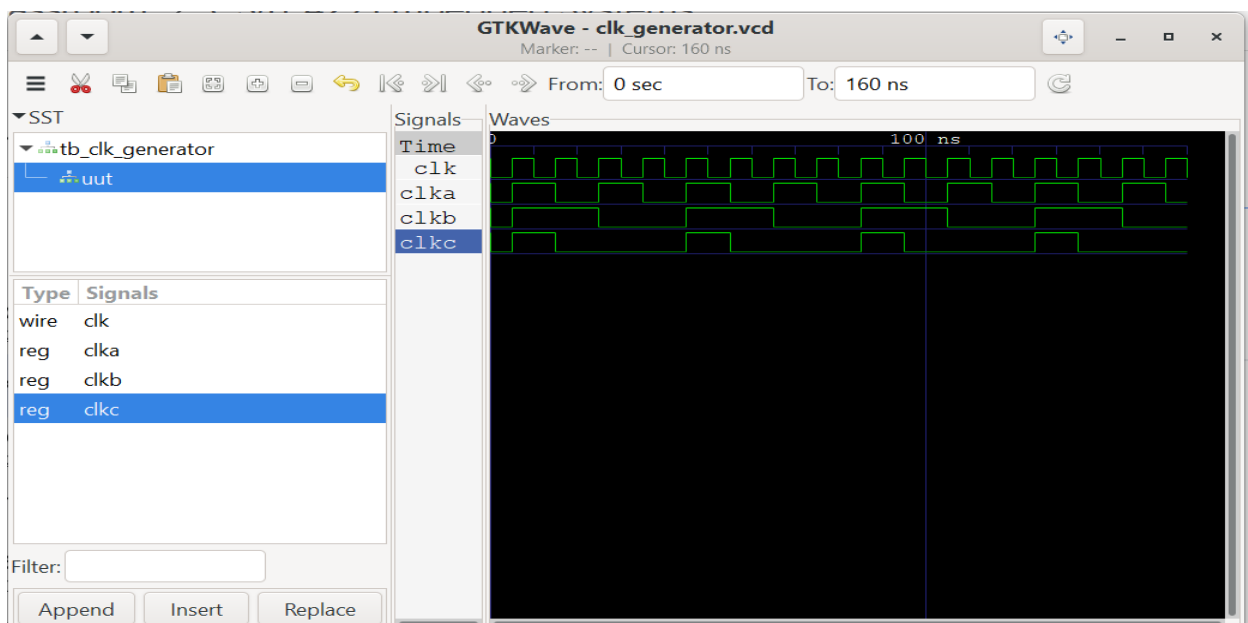 GTKWave - clk_generator.vcd
Marker: -- | Cursor: 160 ns
From: 0 sec To: 160 ns
SST
tb_clk_generator
uut
Type Signals
wire clk
reg clka
reg clkb
reg clkc
Filter:
Append Insert Replace
Signals
Time
clk
clka
clkb
clkc
Waves
0 100 ns